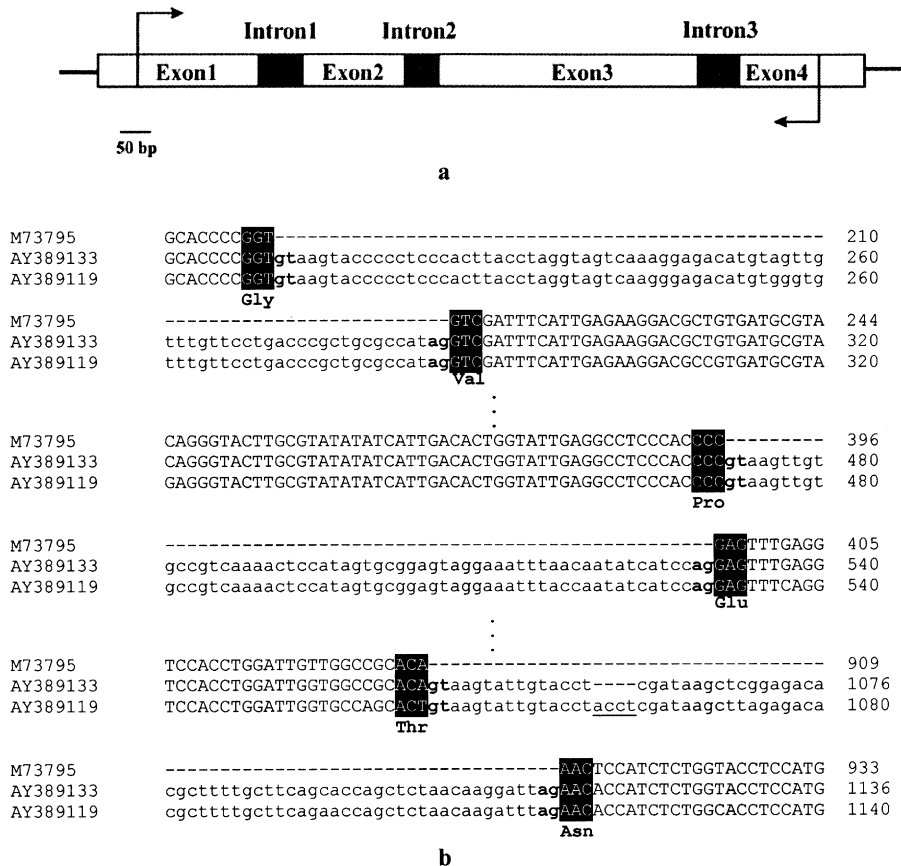 Intron1 Intron2 Intron3
Exon1 Exon2 Exon3 Exon4
50 bp
a
M73795 GCACCCCGGT---------------------------------------------------- 210
AY389133 GCACCCCGGTgtaagtacccctcccacttacctaggtagtcaaaggagacatgtagttg 260
AY389119 GCACCCCGGTgtaagtacccctcccacttacctaggtagtcaagggagacatgtgggtg 260
Gly
M73795 --------------------------GTCGATTTCATTGAGAAGGACGCTGTGATGCGTA 244
AY389133 tttgttcctgacccgctgcgccatagGTCGATTTCATTGAGAAGGACGCTGTGATGCGTA 320
AY389119 tttgttcctgacccgctgcgccatagGTCGATTTCATTGAGAAGGACGCCGTGATGCGTA 320
Val
M73795 CAGGGTACTTGCGTATATATCATTGACACTGGTATTGAGGCCTCCCACCCC--------- 396
AY389133 CAGGGTACTTGCGTATATATCATTGACACTGGTATTGAGGCCTCCCACCCCgtaagttgt 480
AY389119 GAGGGTACTTGCGTATATATCATTGACACTGGTATTGAGGCCTCCCACCCCgtaagttgt 480
Pro
M73795 --------------------------------------------------GAGTTTGAGG 405
AY389133 gccgtcaaaactccatagtgcggagtaggaaatttaacaatatcatccagGAGTTTGAGG 540
AY389119 gccgtcaaaactccatagtgcggagtaggaaatttaccaatatcatccagGAGTTTCAGG 540
Glu
M73795 TCCACCTGGATTGTTGGCCGCACA------------------------------------ 909
AY389133 TCCACCTGGATTGGTGGCCGCACAgtaagtattgtacct----cgataagctcggagaca 1076
AY389119 TCCACCTGGATTGGTGCCAGCACTgtaagtattgtacctacctcgataagcttagagaca 1080
Thr
M73795 ------------------------------------AACTCCATCTCTGGTACCTCCATG 933
AY389133 cgcttttgcttcagcaccagctctaacaaggattagAACACCATCTCTGGTACCTCCATG 1136
AY389119 cgcttttgcttcagaaccagctctaacaagatttagAACACCATCTCTGGCACCTCCATG 1140
Asn
b